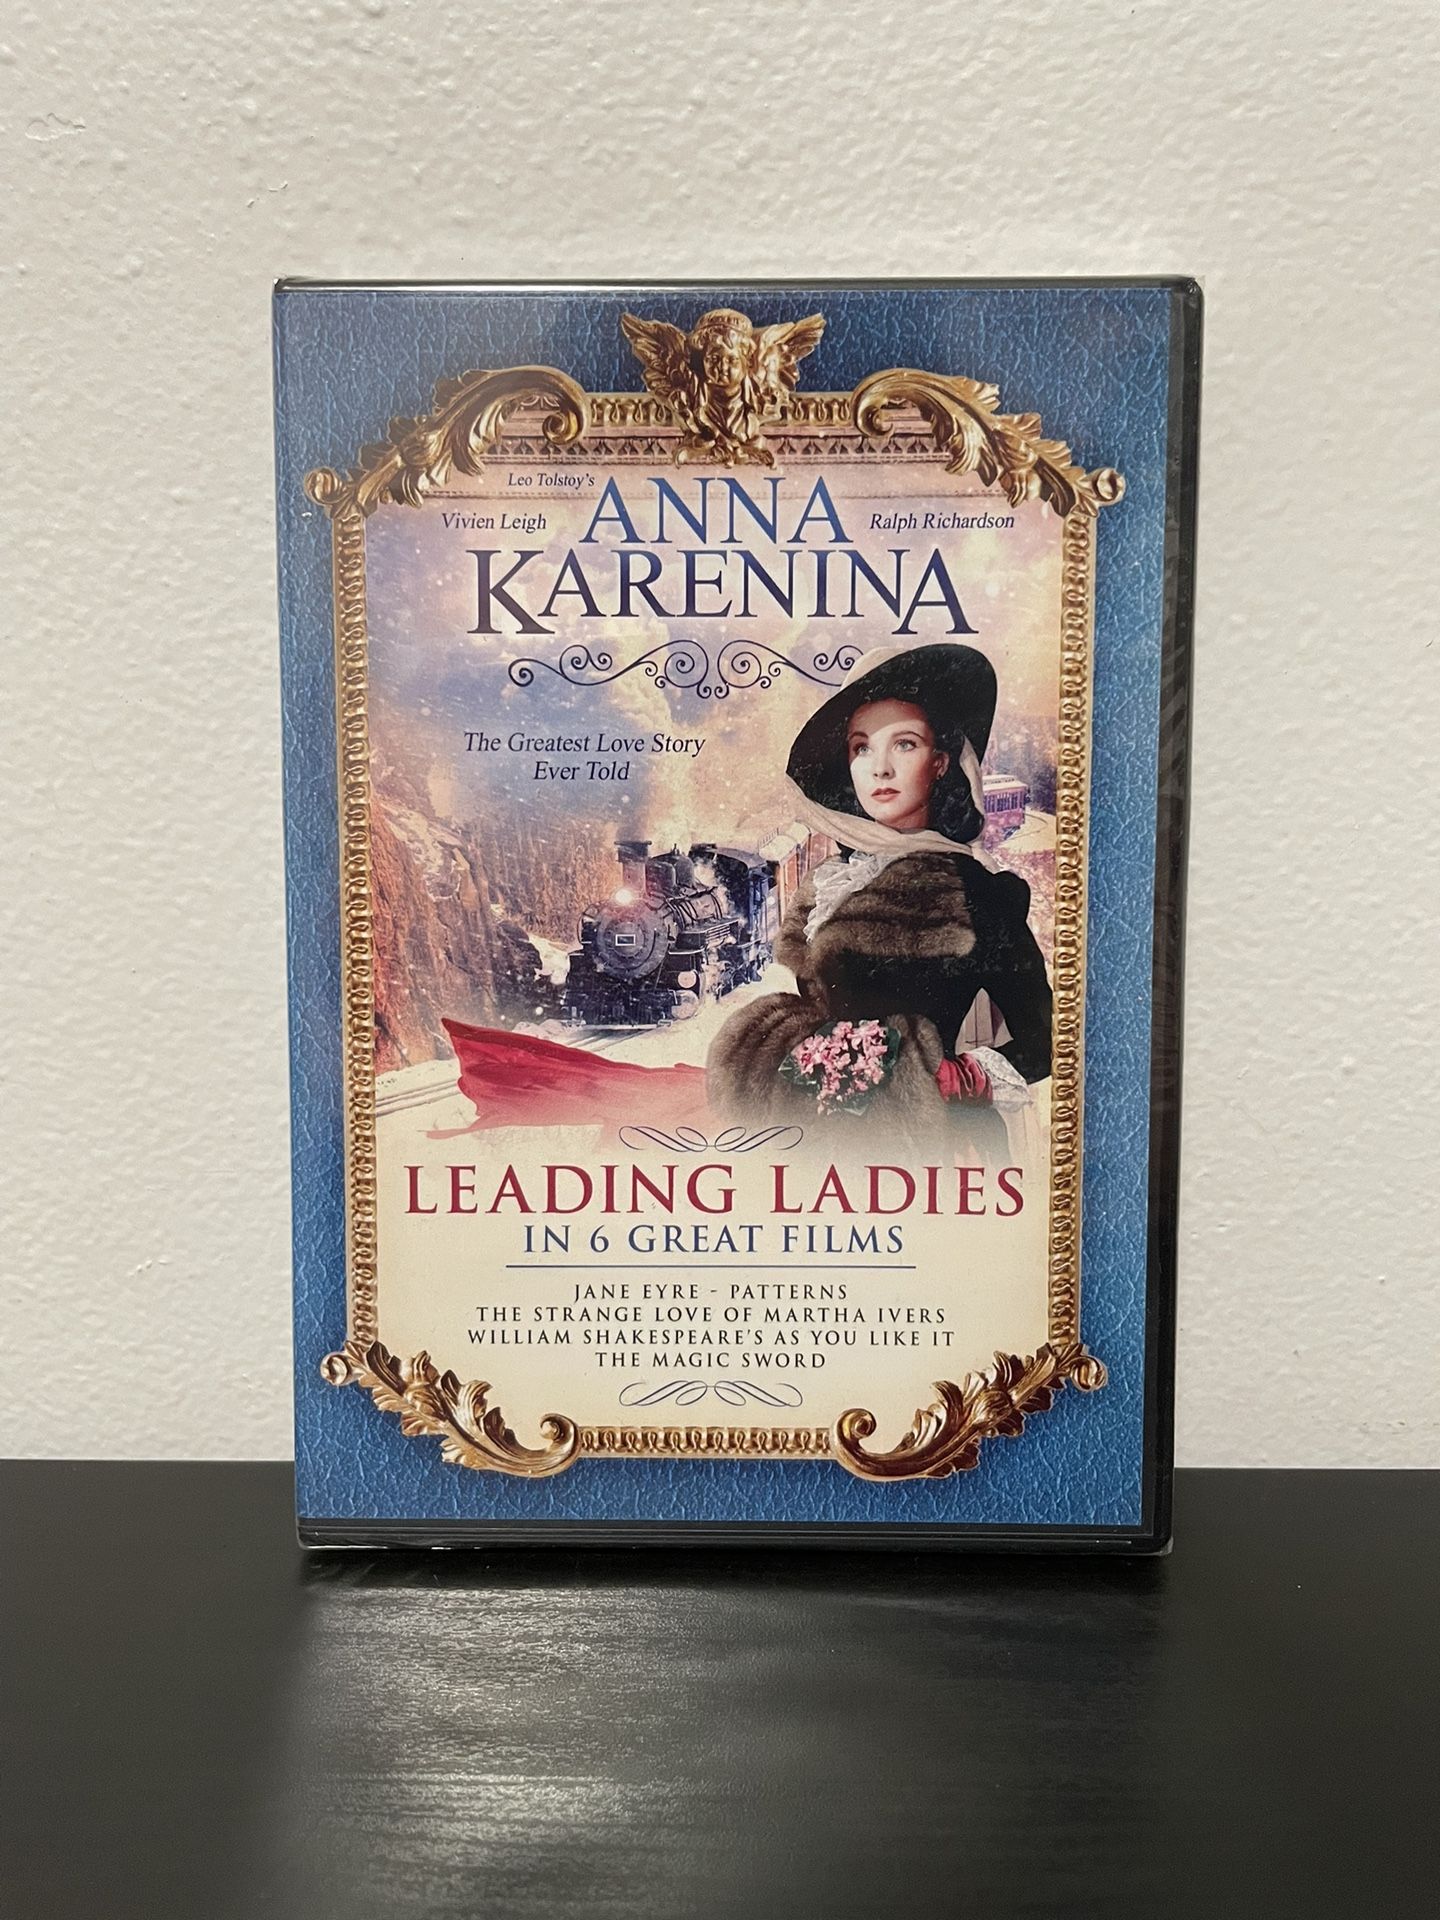 Leo Tolstoy's
Vivien Leigh
ANNA
Ralph Richardson
KARENINA
The Greatest Love Story
Ever Told
LEADING LADIES
IN 6 GREAT FILMS
JANE EYRE - PATTERNS
THE STRANGE LOVE OF MARTHA IVERS
WILLIAM SHAKESPEARE'S AS YOU LIKE IT
THE MAGIC SWORD